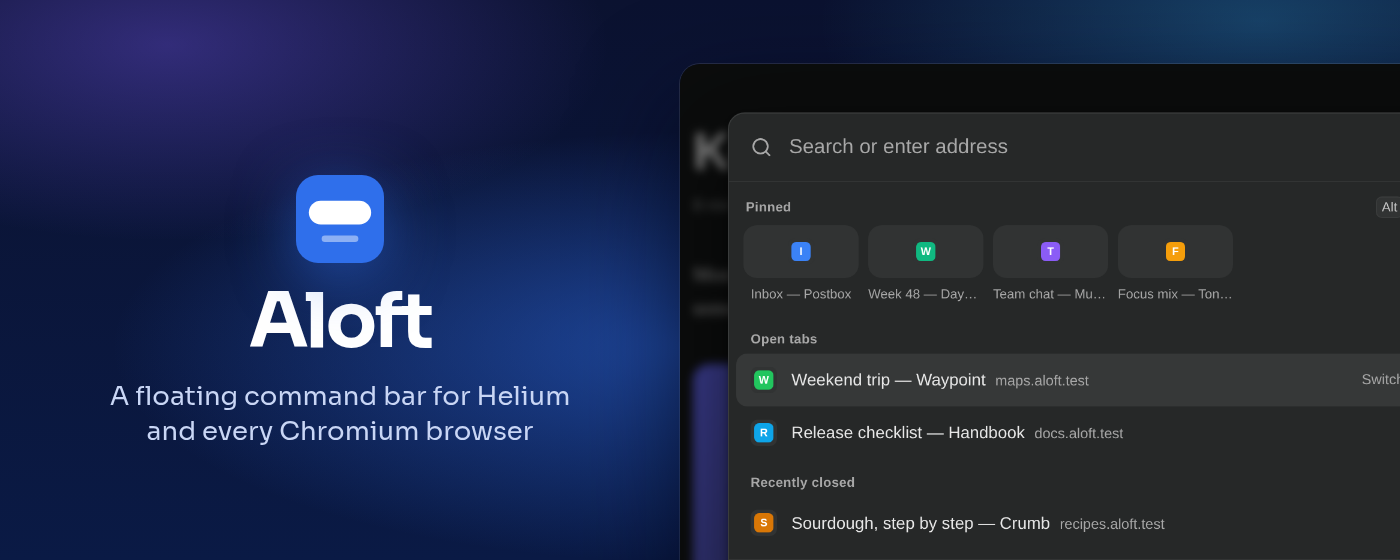 Aloft
A floating command bar for Helium
and every Chromium browser
K
Search or enter address
Pinned
Alt
I
W
T
F
Inbox — Postbox
Week 48 — Day…
Team chat — Mu…
Focus mix — Ton…
Open tabs
W Weekend trip — Waypoint maps.aloft.test Switch
R Release checklist — Handbook docs.aloft.test
Recently closed
S Sourdough, step by step — Crumb recipes.aloft.test